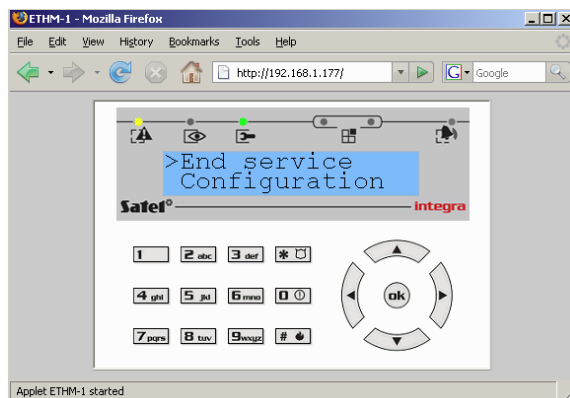 ETHM-1 - Mozilla Firefox
File Edit View History Bookmarks Tools Help
http://192.168.1.177/ G Google
>End service
Configuration
Satel integra
1 2 abc 3 def *
4 ghi 5 jkl 6 mno 0 ok
7 pqrs 8 tuv 9 wxyz #
Applet ETHM-1 started